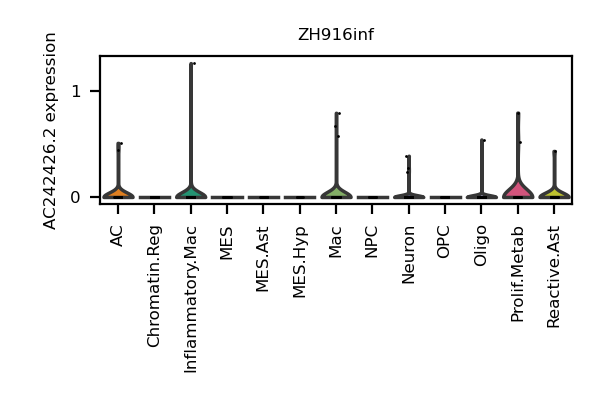 ZH916inf
AC242426.2 expression
1
0
AC
Chromatin.Reg
Inflammatory.Mac
MES
MES.Ast
MES.Hyp
Mac
NPC
Neuron
OPC
Oligo
Prolif.Metab
Reactive.Ast